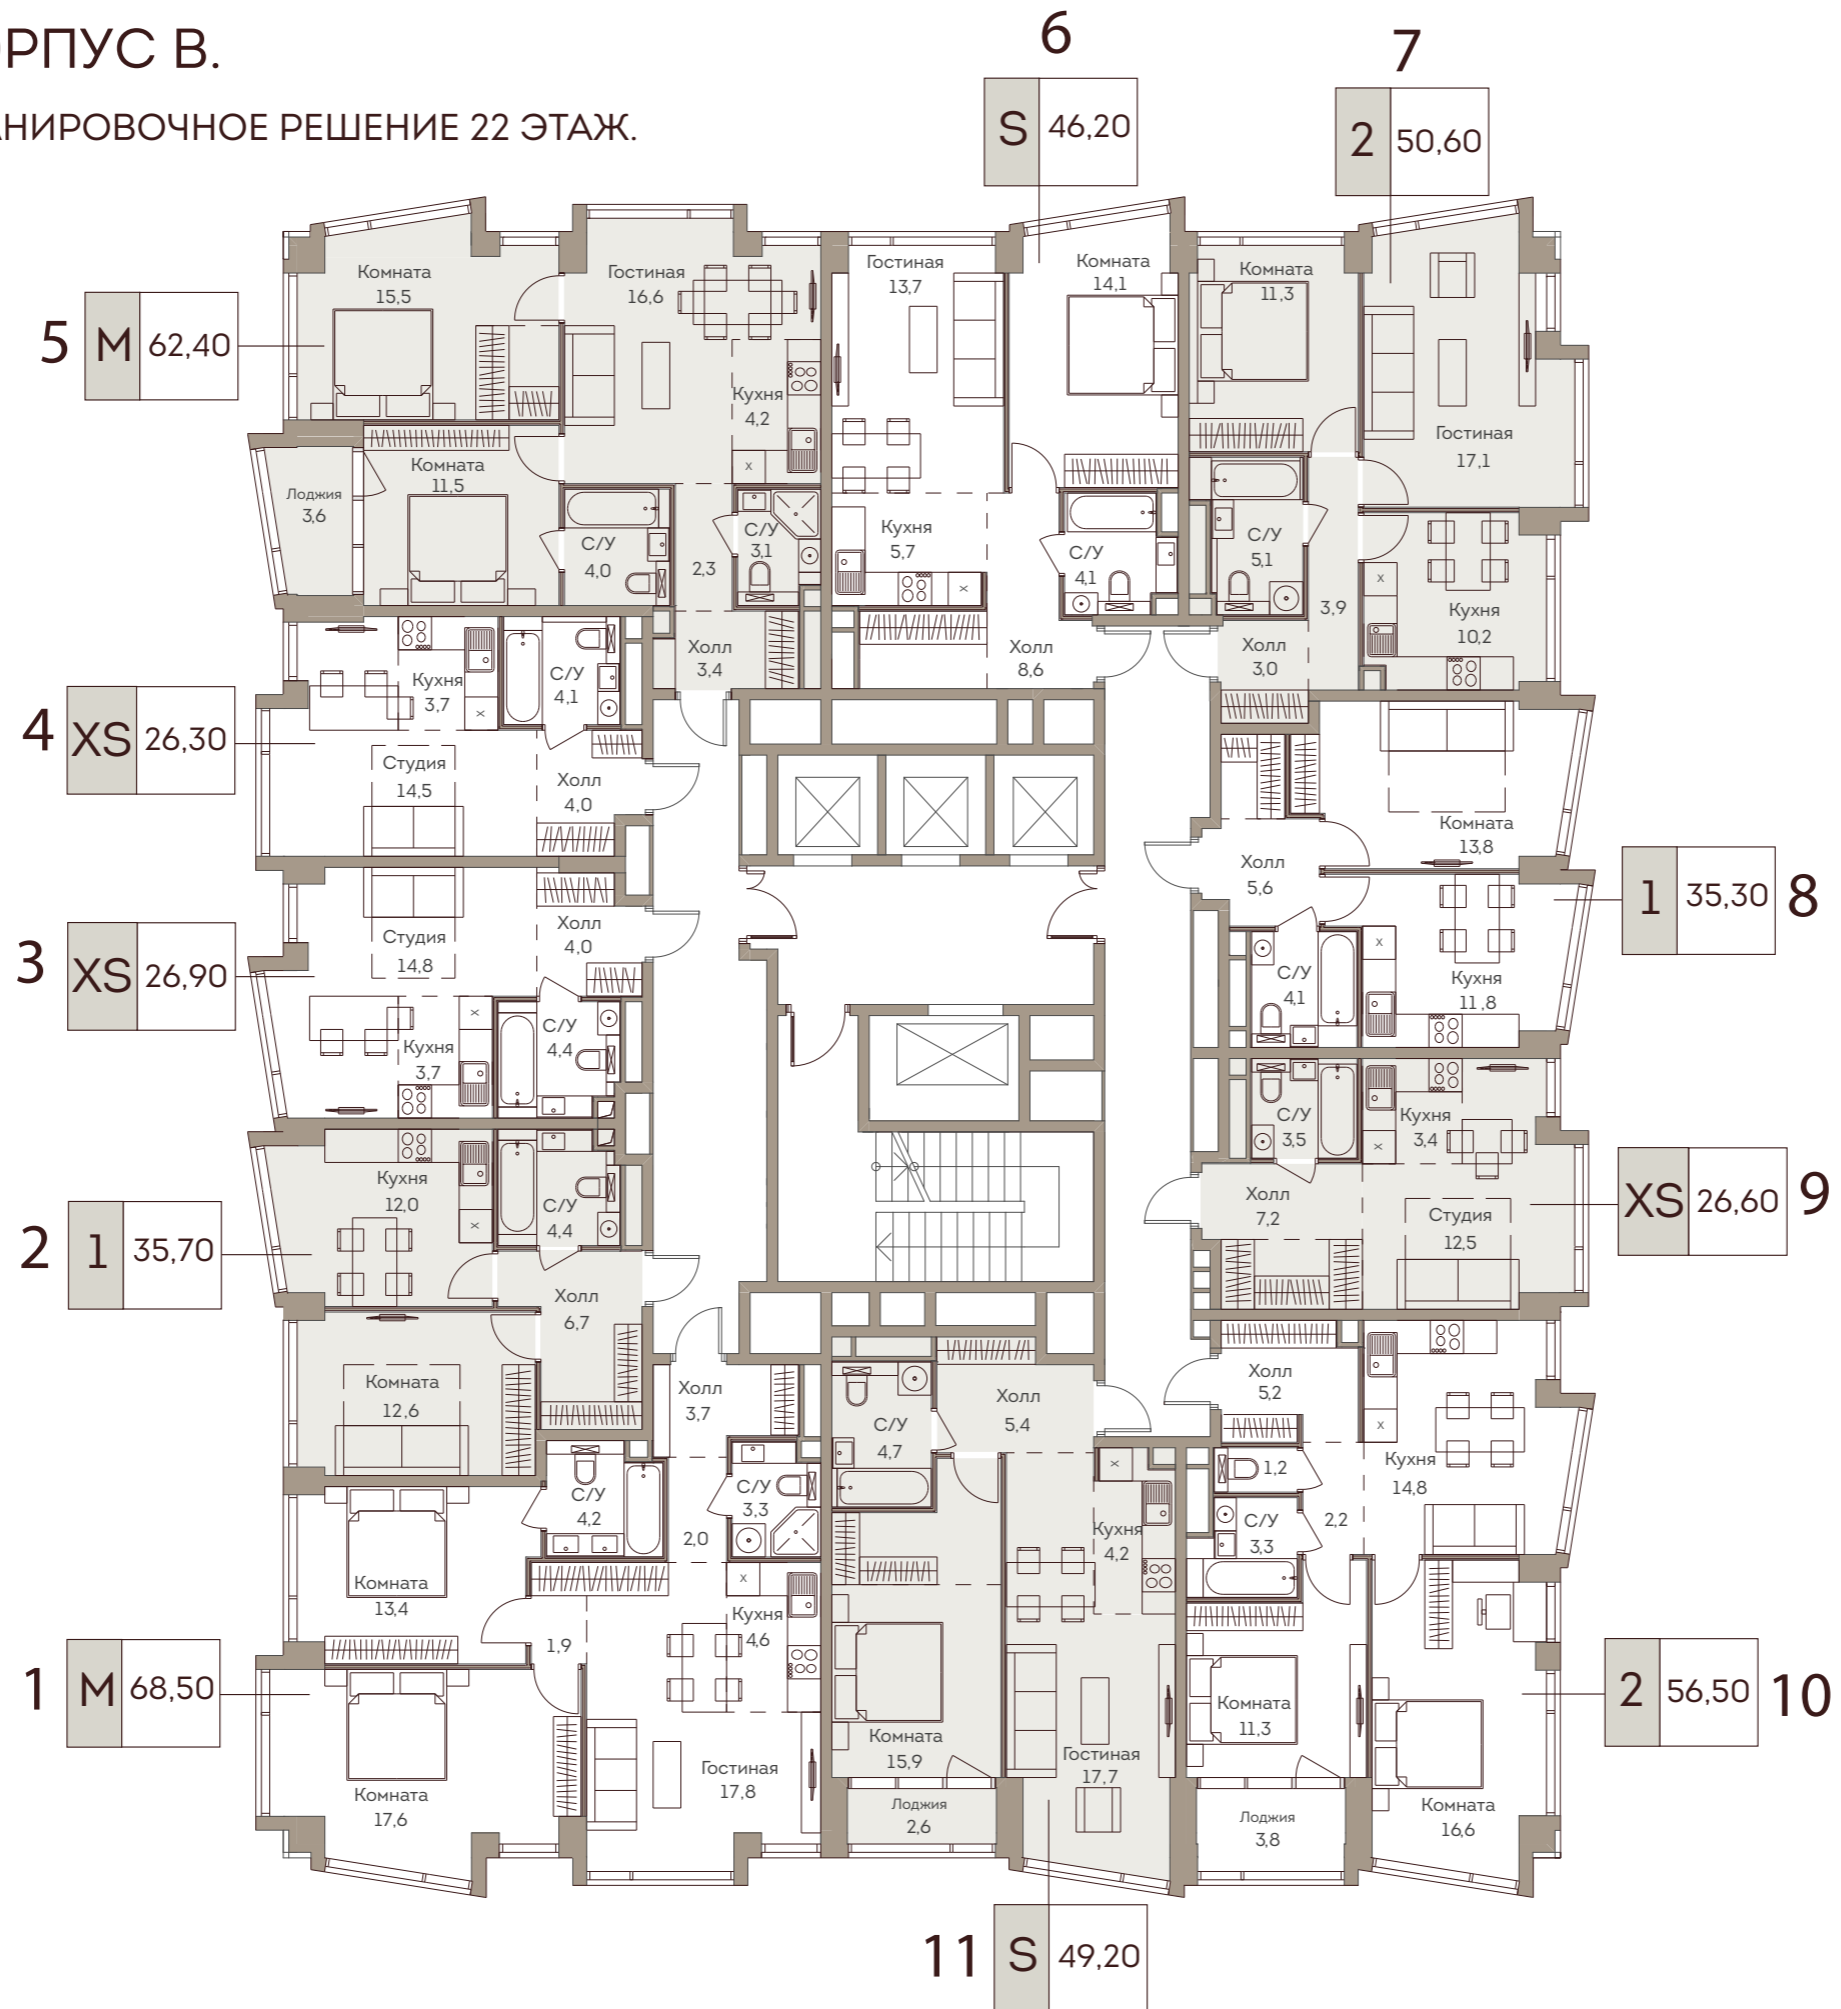 ОРПУС В.
АНИРОВОЧНОЕ РЕШЕНИЕ 22 ЭТАЖ.
6
S 46,20
7
2 50,60
5 M 62,40
Комната
15,5
Гостиная
16,6
Кухня
4,2
Комната
11,5
Лоджия
3,6
С/У
4,0
2,3
С/У
3,1
Холл
3,4
Гостиная
13,7
Комната
14,1
Кухня
5,7
С/У
4,1
Холл
8,6
Комната
11,3
Гостиная
17,1
С/У
5,1
3,9
Кухня
10,2
Холл
3,0
4 XS 26,30
Кухня
3,7
С/У
4,1
Студия
14,5
Холл
4,0
3 XS 26,90
Студия
14,8
Холл
4,0
Кухня
3,7
С/У
4,4
Комната
13,8
Холл
5,6
С/У
4,1
Кухня
11,8
1 35,30 8
2 1 35,70
Кухня
12,0
С/У
4,4
Холл
6,7
Комната
12,6
С/У
3,5
Кухня
3,4
Холл
7,2
Студия
12,5
XS 26,60 9
1 M 68,50
Холл
3,7
С/У
4,2
С/У
3,3
2,0
Комната
13,4
1,9
Кухня
4,6
Комната
17,6
Гостиная
17,8
Холл
5,4
С/У
4,7
Кухня
4,2
Комната
15,9
Гостиная
17,7
Лоджия
2,6
Холл
5,2
1,2
2,2
Кухня
14,8
С/У
3,3
Комната
11,3
Комната
16,6
Лоджия
3,8
2 56,50 10
11 S 49,20
x
x
x
x
x
x
x
x
x
x
x